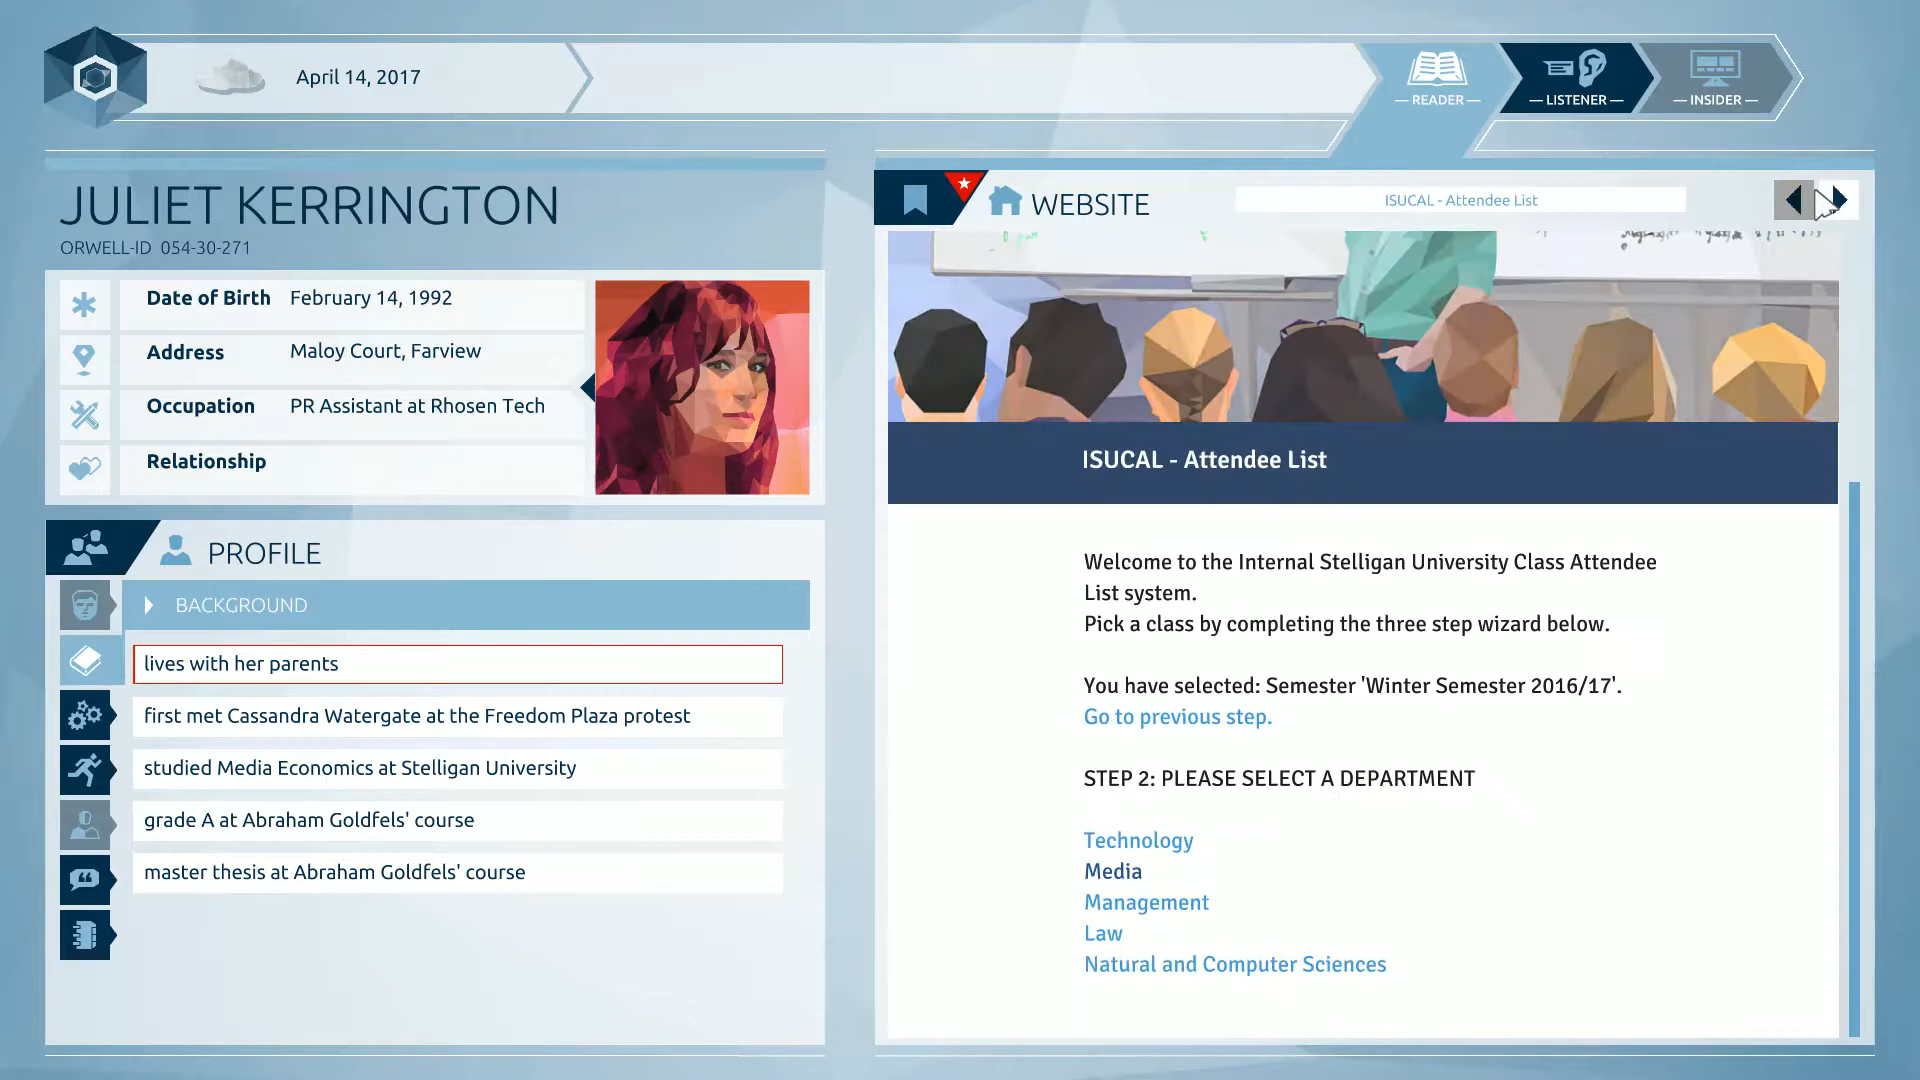 April 14, 2017
READER
LISTENER
INSIDER
JULIET KERRINGTON
ORWELL-ID 054-30-271
Date of Birth February 14, 1992
Address Maloy Court, Farview
Occupation PR Assistant at Rhosen Tech
Relationship
PROFILE
BACKGROUND
lives with her parents
first met Cassandra Watergate at the Freedom Plaza protest
studied Media Economics at Stelligan University
grade A at Abraham Goldfels' course
master thesis at Abraham Goldfels' course
WEBSITE
ISUCAL - Attendee List
ISUCAL - Attendee List
Welcome to the Internal Stelligan University Class Attendee
List system.
Pick a class by completing the three step wizard below.
You have selected: Semester 'Winter Semester 2016/17'.
Go to previous step.
STEP 2: PLEASE SELECT A DEPARTMENT
Technology
Media
Management
Law
Natural and Computer Sciences